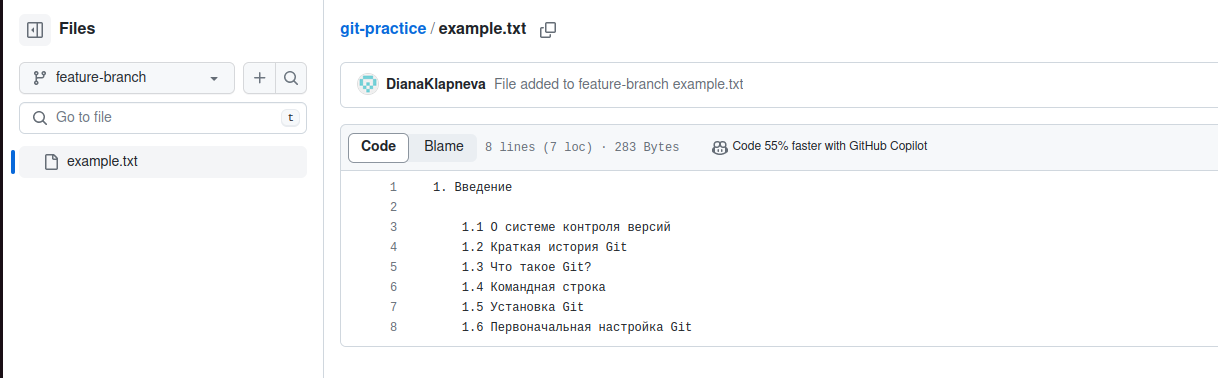 Files
feature-branch
Go to file
t
example.txt
git-practice / example.txt
DianaKlapneva File added to feature-branch example.txt
Code Blame 8 lines (7 loc) · 283 Bytes Code 55% faster with GitHub Copilot
1 1. Введение
2
3 1.1 О системе контроля версий
4 1.2 Краткая история Git
5 1.3 Что такое Git?
6 1.4 Командная строка
7 1.5 Установка Git
8 1.6 Первоначальная настройка Git